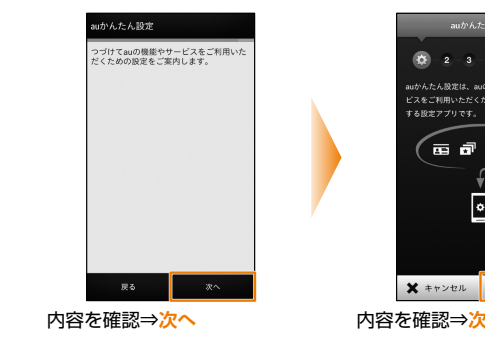 auかんたん設定
つづけてauの機能やサービスをご利用いた
だくための設定をご案内します。
戻る
次へ
内容を確認⇒次へ
auかんた
2 3
auかんたん設定は、au
ビスをご利用いただくた
する設定アプリです。
キャンセル
内容を確認⇒次